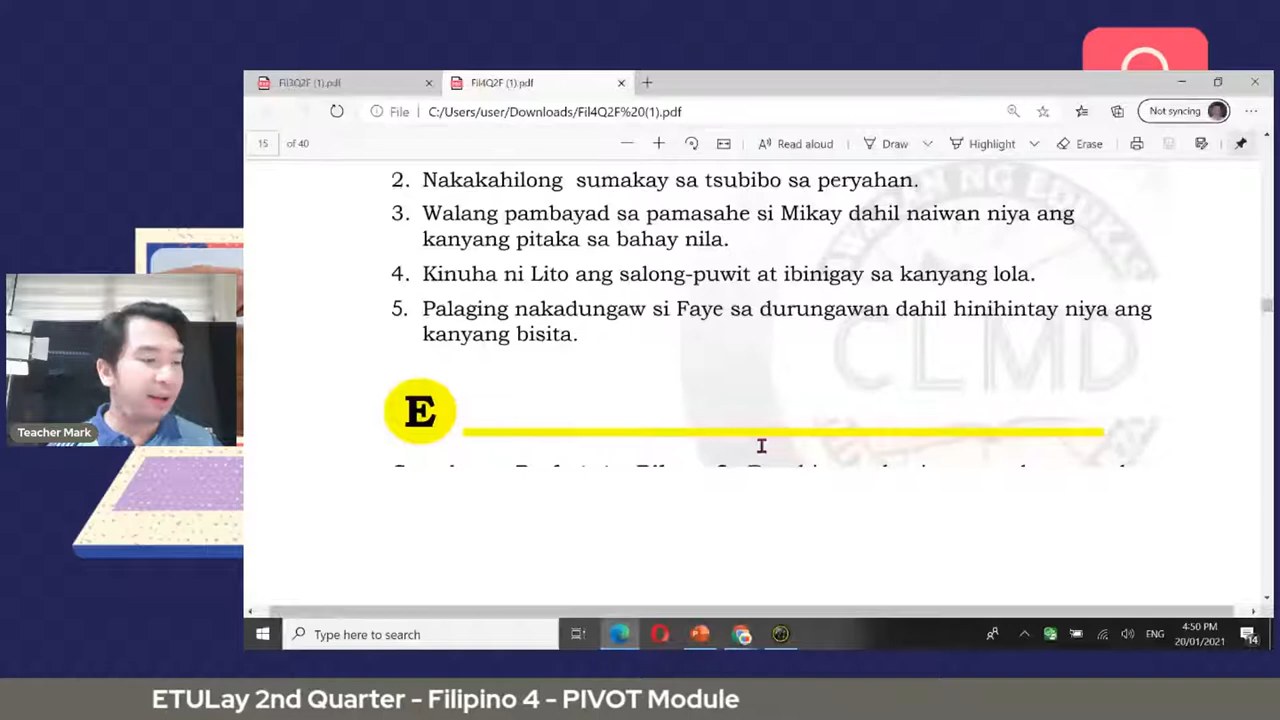 Fil3Q2F (1).pdf
Fil4Q2F (1).pdf
File
C:/Users/user/Downloads/Fil4Q2F%20(1).pdf
Not syncing
15 of 40
Read aloud
Draw
Highlight
Erase
2. Nakakahilong sumakay sa tsubibo sa peryahan.
3. Walang pambayad sa pamasahe si Mikay dahil naiwan niya ang
kanyang pitaka sa bahay nila.
4. Kinuha ni Lito ang salong-puwit at ibinigay sa kanyang lola.
5. Palaging nakadungaw si Faye sa durungawan dahil hinihintay niya ang
kanyang bisita.
CLMD
E
Teacher Mark
Type here to search
ENG
4:50 PM
20/01/2021
14
ETULay 2nd Quarter - Filipino 4 - PIVOT Module